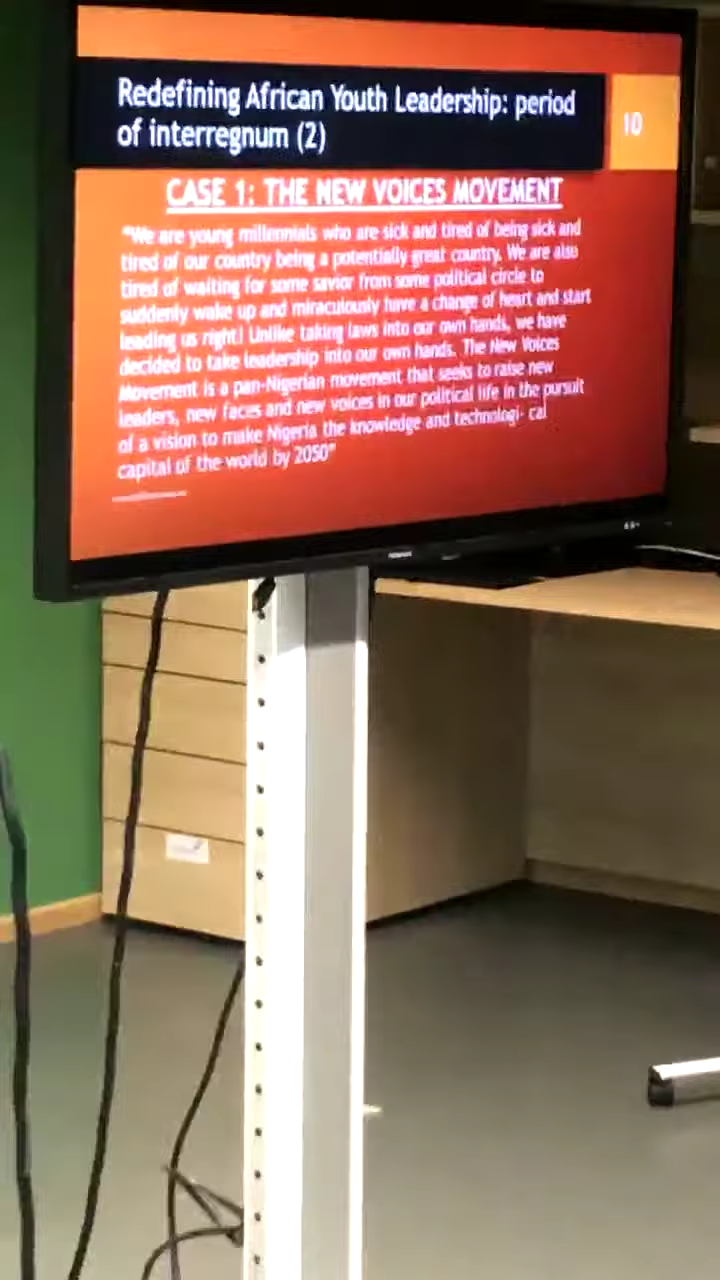 Redefining African Youth Leadership: period
of interregnum (2)
10
CASE 1: THE NEW VOICES MOVEMENT
"We are young millennials who are sick and tired of being sick and
tired of our country being a potentially great country. We are also
tired of waiting for some savior from some political circle to
suddenly wake up and miraculously have a change of heart and start
leading us right! Unlike taking laws into our own hands, we have
decided to take leadership into our own hands. The New Voices
Movement is a pan-Nigerian movement that seeks to raise new
leaders, new faces and new voices in our political life in the pursuit
of a vision to make Nigeria the knowledge and technologi- cal
capital of the world by 2050"